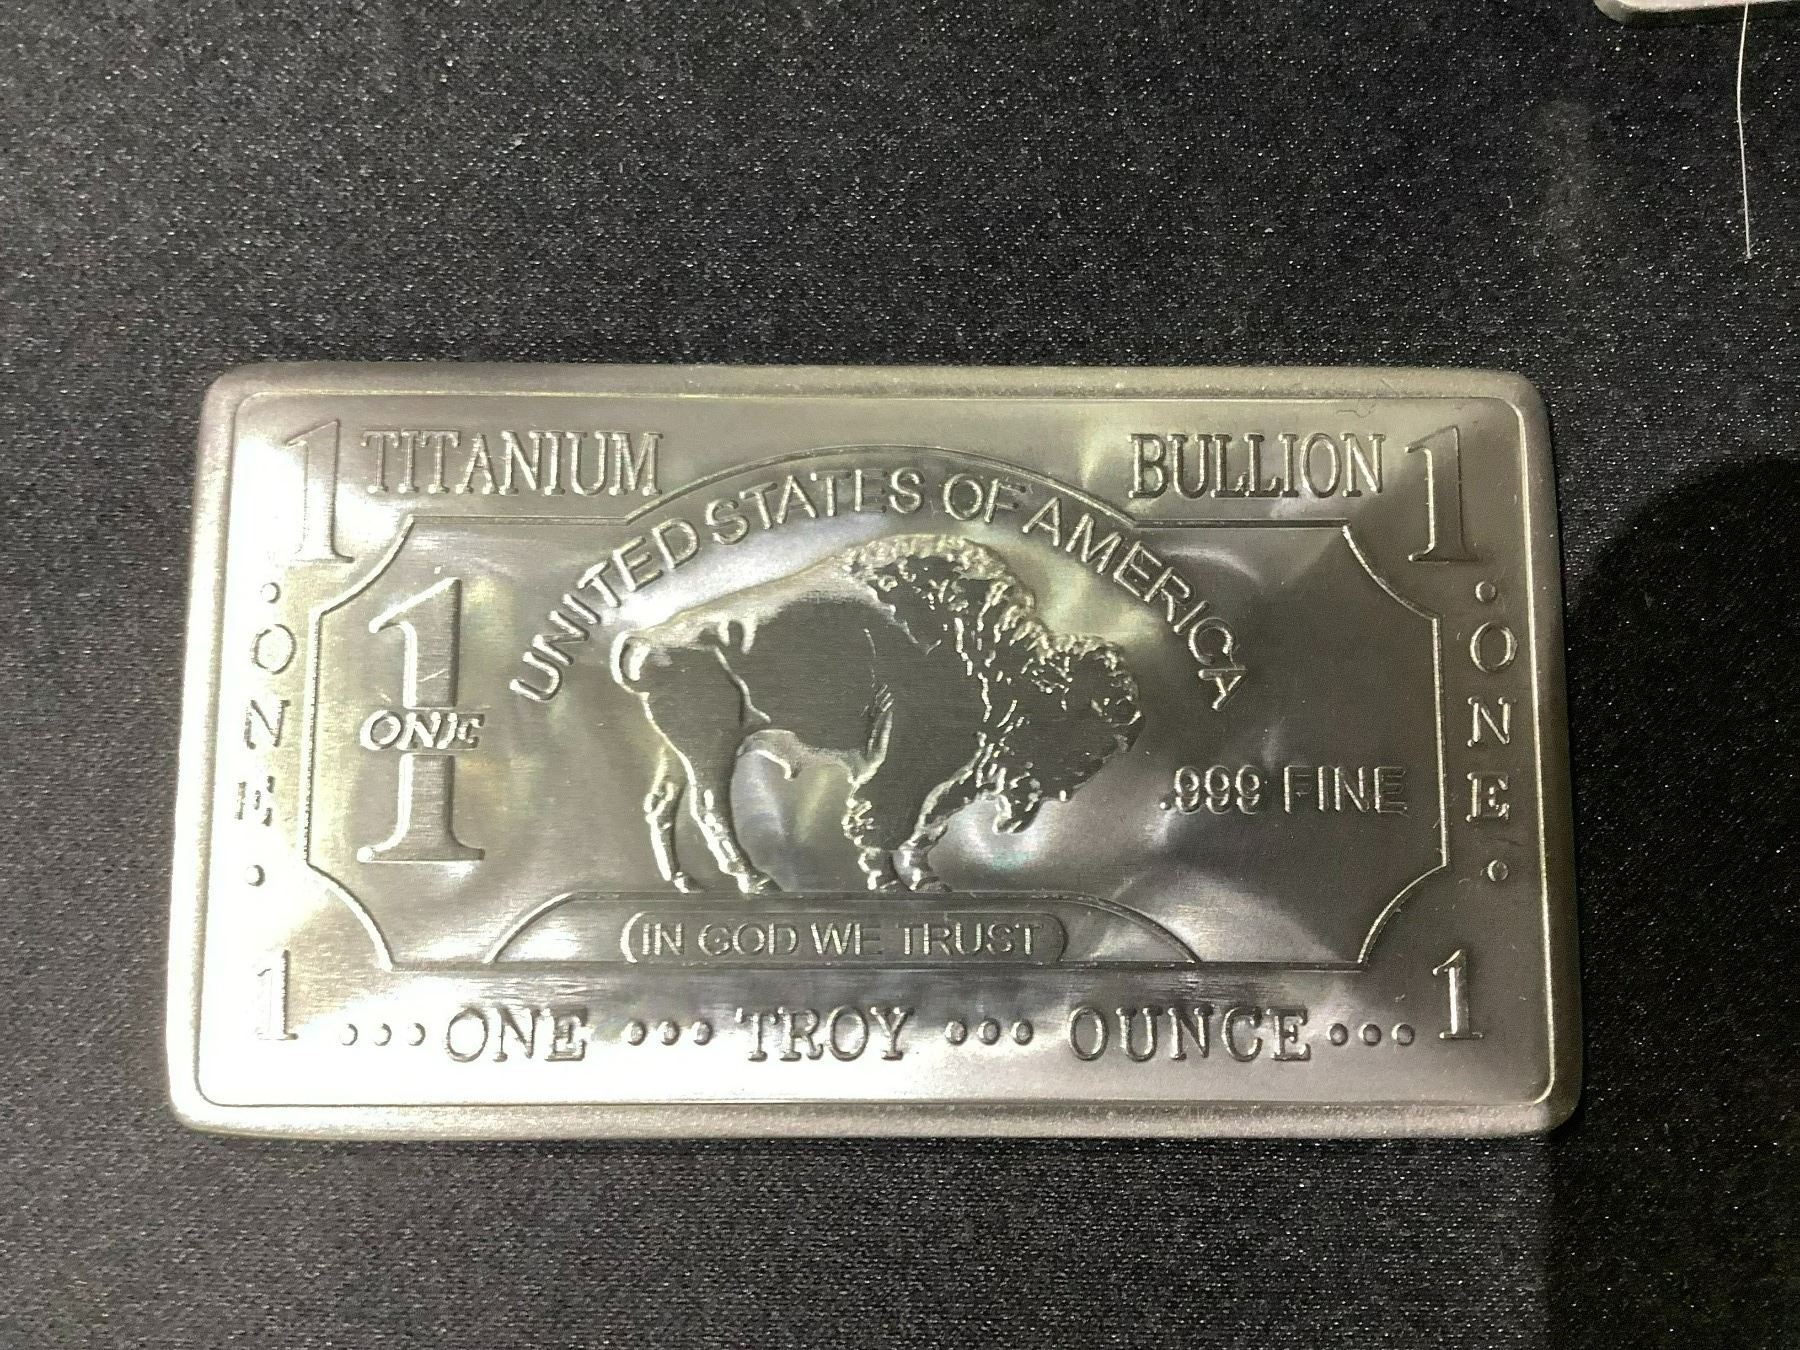 1 TITANIUM BULLION 1
UNITED STATES OF AMERICA
1
ONE
.999 FINE
• ONE •
• ONE •
(IN GOD WE TRUST)
1 ••• ONE ••• TROY ••• OUNCE ••• 1